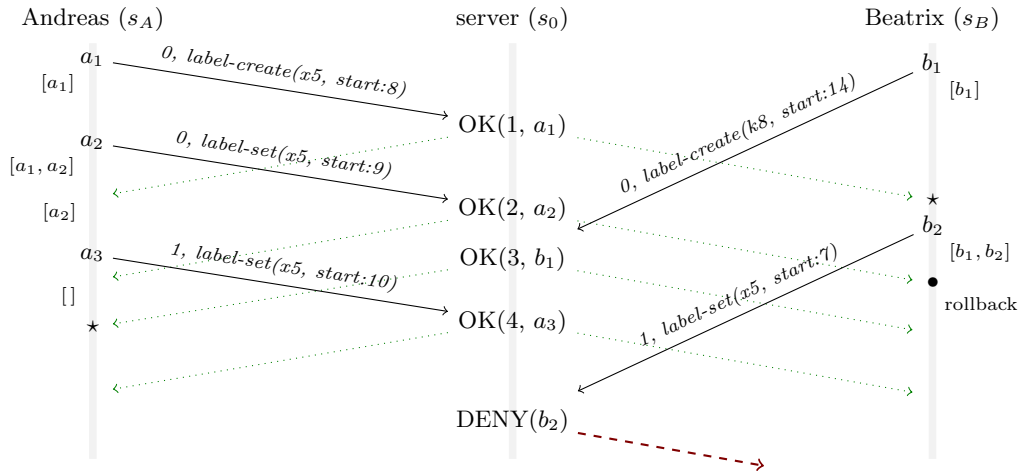 Andreas (s_A) server (s_0) Beatrix (s_B)
a_1 0, label-create(x5, start:8) b_1
[a_1] [b_1]
OK(1, a_1) 0, label-create(k8, start:14)
a_2 0, label-set(x5, start:9)
[a_1, a_2]
⋆
[a_2] OK(2, a_2)
b_2
a_3 1, label-set(x5, start:10) OK(3, b_1) [b_1, b_2]
1, label-set(x5, start:7)
[ ] ●
rollback
⋆ OK(4, a_3)
DENY(b_2)